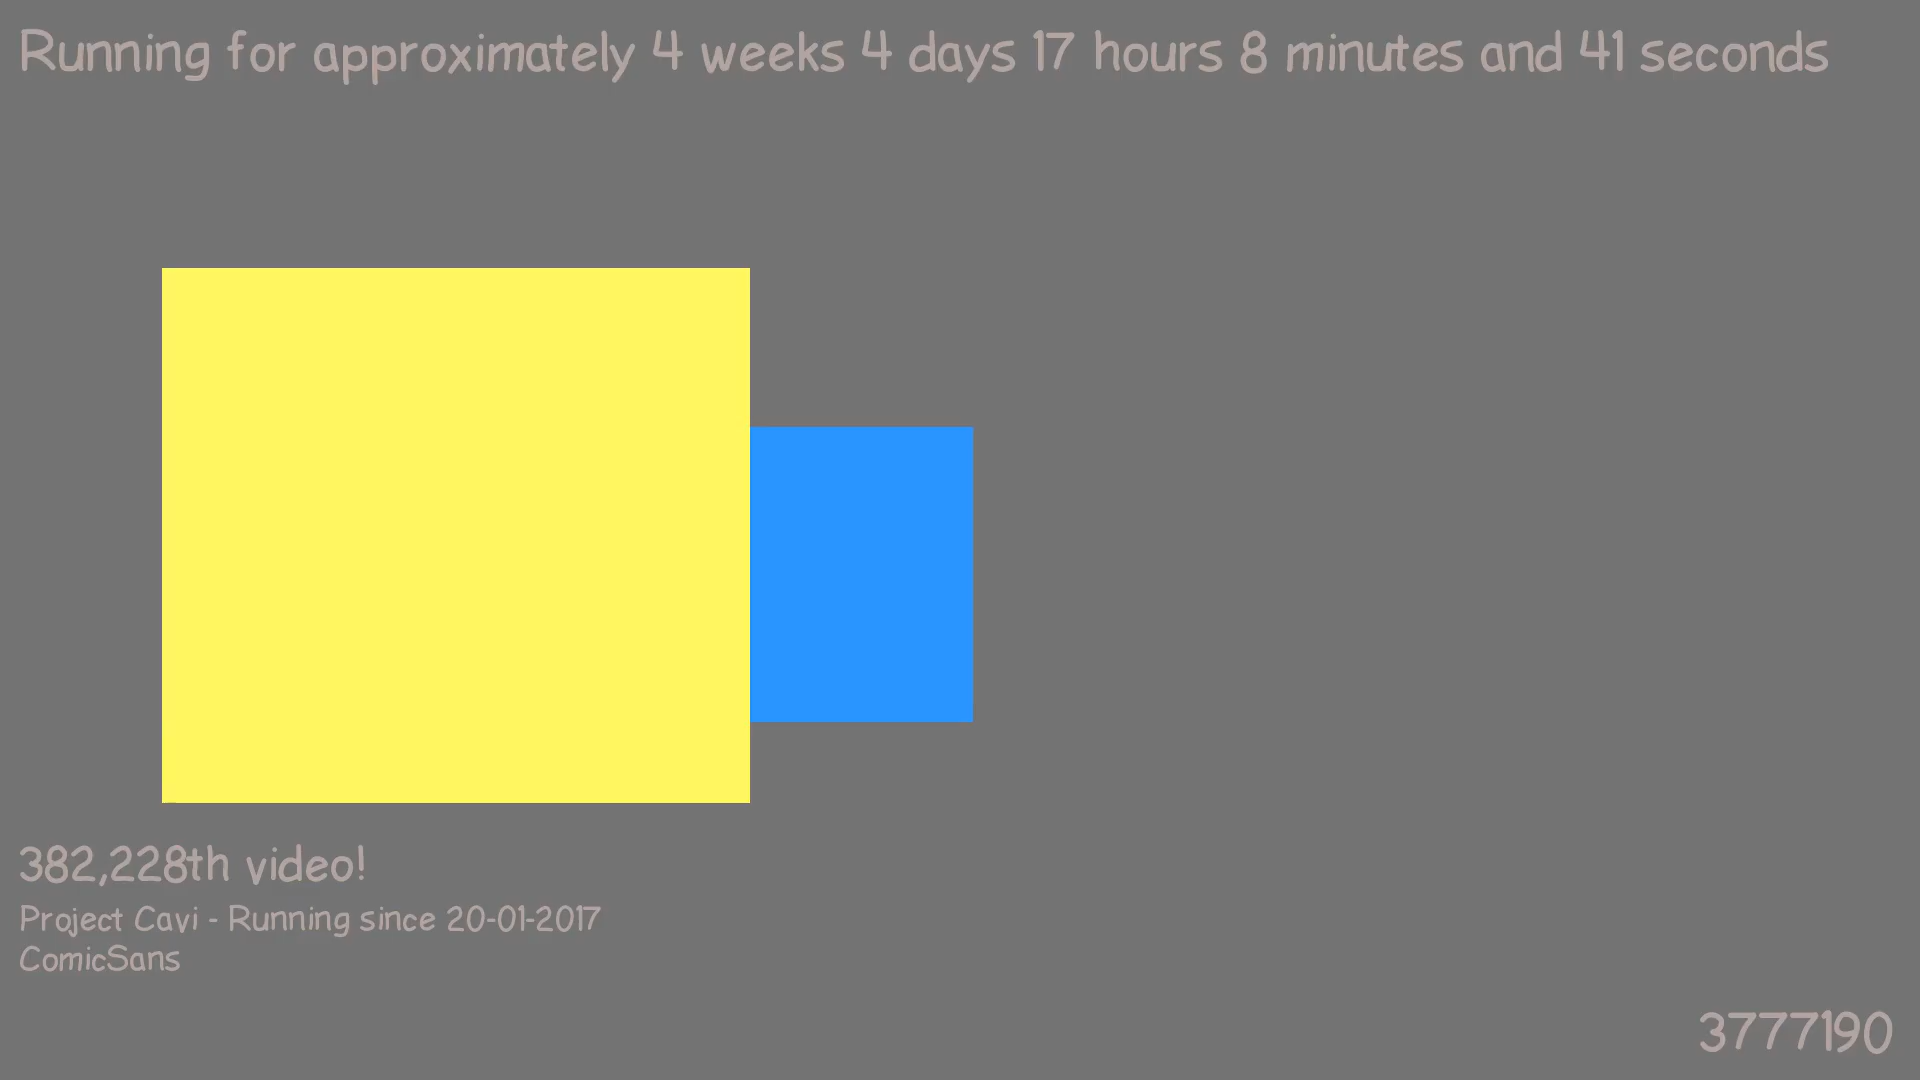 Running for approximately 4 weeks 4 days 17 hours 8 minutes and 41 seconds
382,228th video!
Project Cavi - Running since 20-01-2017
ComicSans
3777190